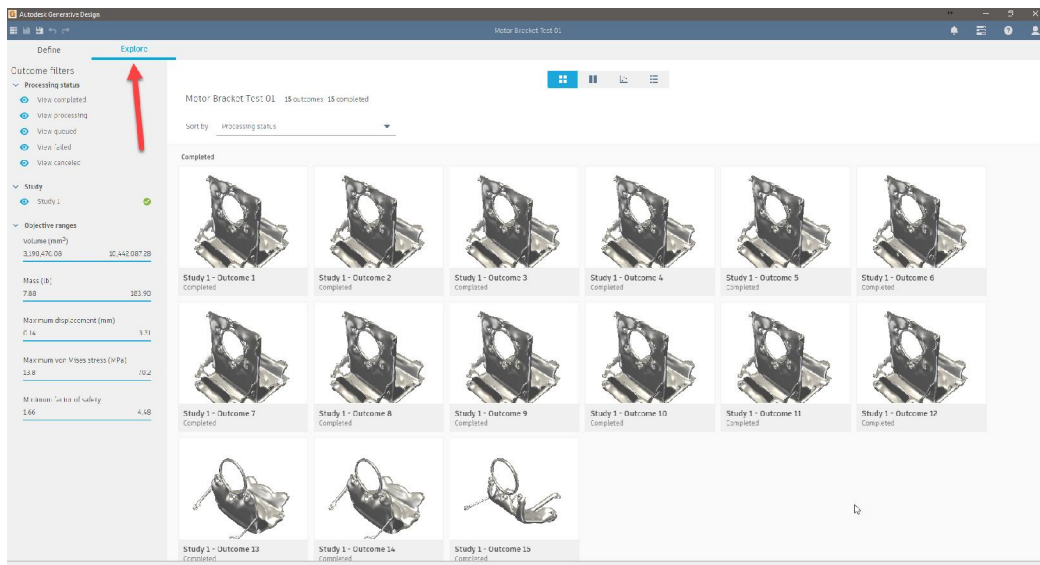 Autodesk Generative Design
Motor Bracket Test 01
Define
Explore
Outcome filters
Processing status
View completed
View processing
View queued
View failed
View canceled
Study
Study 1
Objective ranges
Volume (mm³)
3,190,476.08 10,442,087.28
Mass (lb)
7.88 183.90
Maximum displacement (mm)
0.14 3.31
Maximum von Mises stress (MPa)
13.8 70.2
Minimum factor of safety
1.66 4.48
Motor Bracket Test 01 15 outcomes 15 completed
Sort by Processing status
Completed
Study 1 - Outcome 1
Completed
Study 1 - Outcome 2
Completed
Study 1 - Outcome 3
Completed
Study 1 - Outcome 4
Completed
Study 1 - Outcome 5
Completed
Study 1 - Outcome 6
Completed
Study 1 - Outcome 7
Completed
Study 1 - Outcome 8
Completed
Study 1 - Outcome 9
Completed
Study 1 - Outcome 10
Completed
Study 1 - Outcome 11
Completed
Study 1 - Outcome 12
Completed
Study 1 - Outcome 13
Completed
Study 1 - Outcome 14
Completed
Study 1 - Outcome 15
Completed